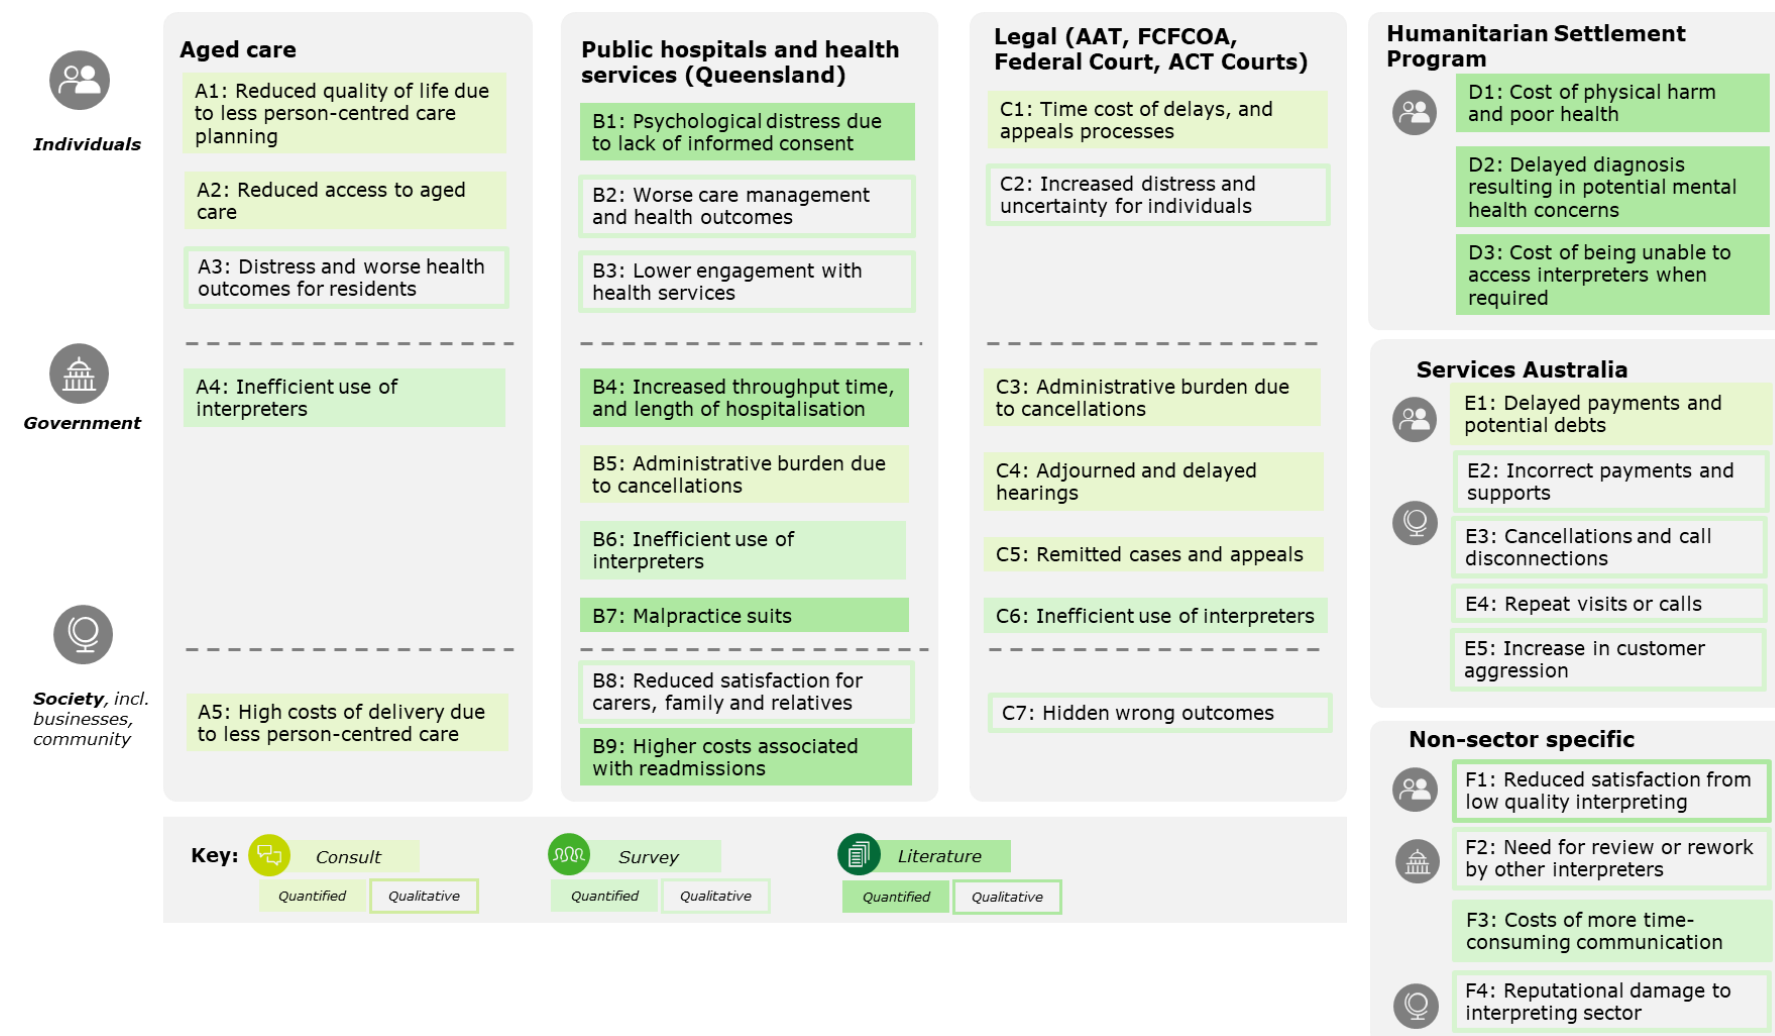 Individuals
Government
Society, incl.
businesses,
community
Aged care
A1: Reduced quality of life due
to less person-centred care
planning
A2: Reduced access to aged
care
A3: Distress and worse health
outcomes for residents
A4: Inefficient use of
interpreters
A5: High costs of delivery due
to less person-centred care
Public hospitals and health
services (Queensland)
B1: Psychological distress due
to lack of informed consent
B2: Worse care management
and health outcomes
B3: Lower engagement with
health services
B4: Increased throughput time,
and length of hospitalisation
B5: Administrative burden due
to cancellations
B6: Inefficient use of
interpreters
B7: Malpractice suits
B8: Reduced satisfaction for
carers, family and relatives
B9: Higher costs associated
with readmissions
Legal (AAT, FCFCOA,
Federal Court, ACT Courts)
C1: Time cost of delays, and
appeals processes
C2: Increased distress and
uncertainty for individuals
C3: Administrative burden due
to cancellations
C4: Adjourned and delayed
hearings
C5: Remitted cases and appeals
C6: Inefficient use of interpreters
C7: Hidden wrong outcomes
Humanitarian Settlement
Program
D1: Cost of physical harm
and poor health
D2: Delayed diagnosis
resulting in potential mental
health concerns
D3: Cost of being unable to
access interpreters when
required
Services Australia
E1: Delayed payments and
potential debts
E2: Incorrect payments and
supports
E3: Cancellations and call
disconnections
E4: Repeat visits or calls
E5: Increase in customer
aggression
Non-sector specific
F1: Reduced satisfaction from
low quality interpreting
F2: Need for review or rework
by other interpreters
F3: Costs of more time-
consuming communication
F4: Reputational damage to
interpreting sector
Key:
Consult
Quantified
Qualitative
Survey
Quantified
Qualitative
Literature
Quantified
Qualitative